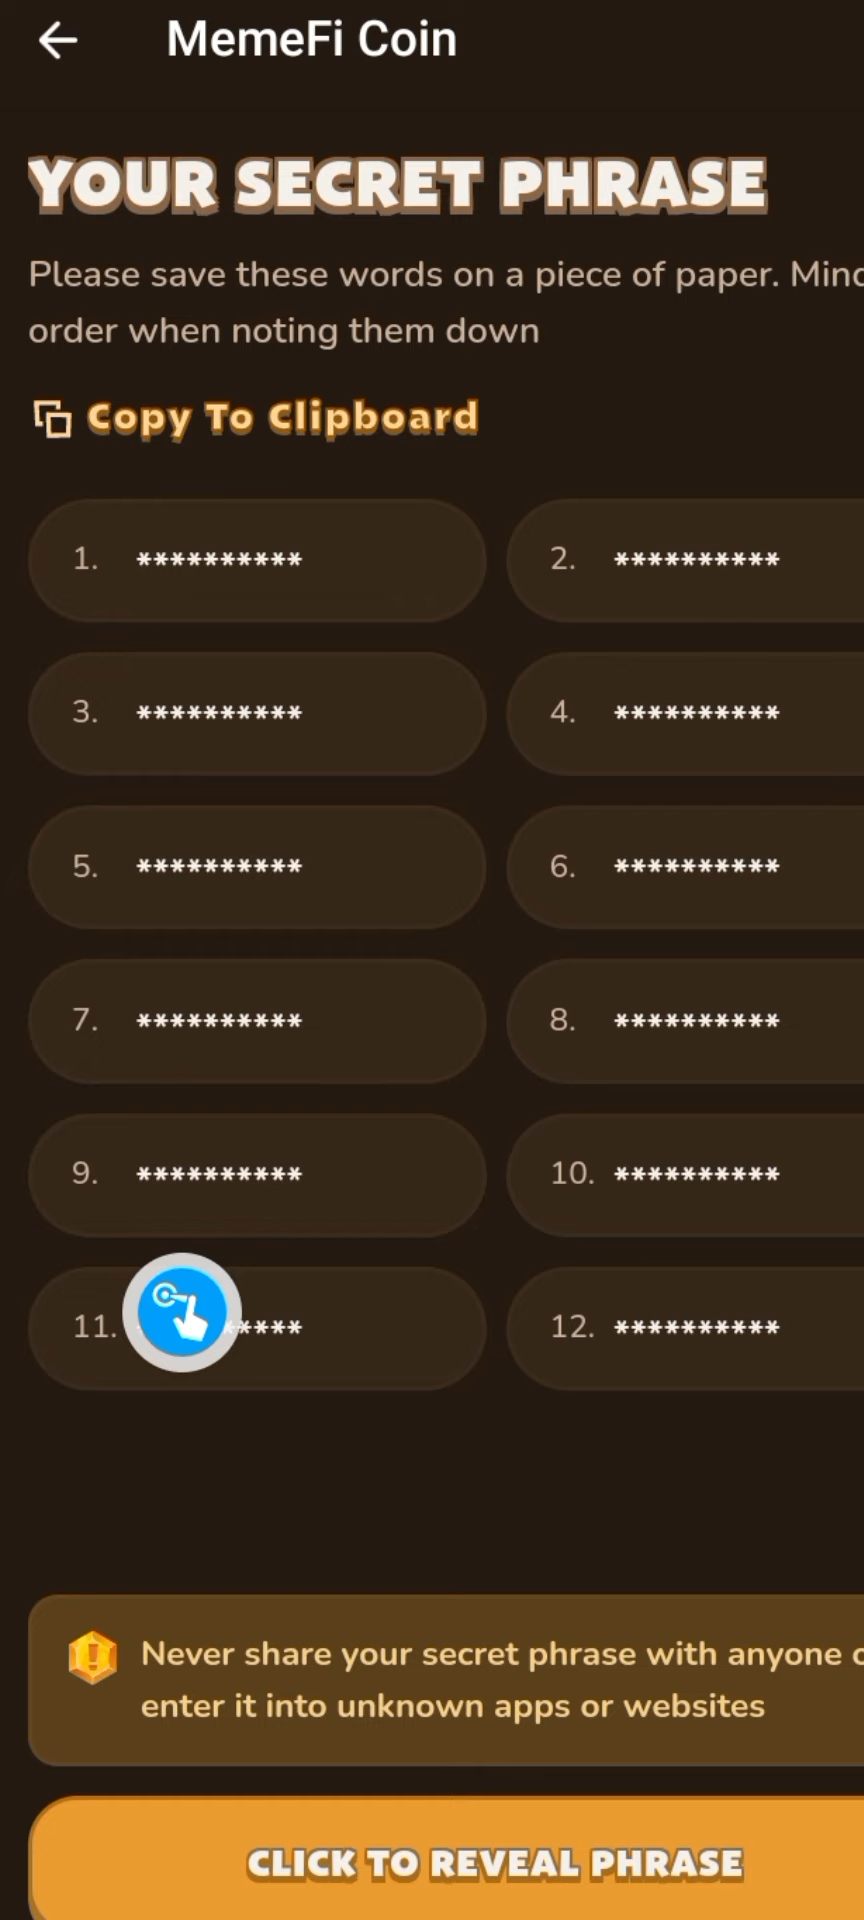 MemeFi Coin
YOUR SECRET PHRASE
Please save these words on a piece of paper. Mind
order when noting them down
Copy To Clipboard
1. **********
2. **********
3. **********
4. **********
5. **********
6. **********
7. **********
8. **********
9. **********
10. **********
11. ****
12. **********
Never share your secret phrase with anyone
enter it into unknown apps or websites
CLICK TO REVEAL PHRASE